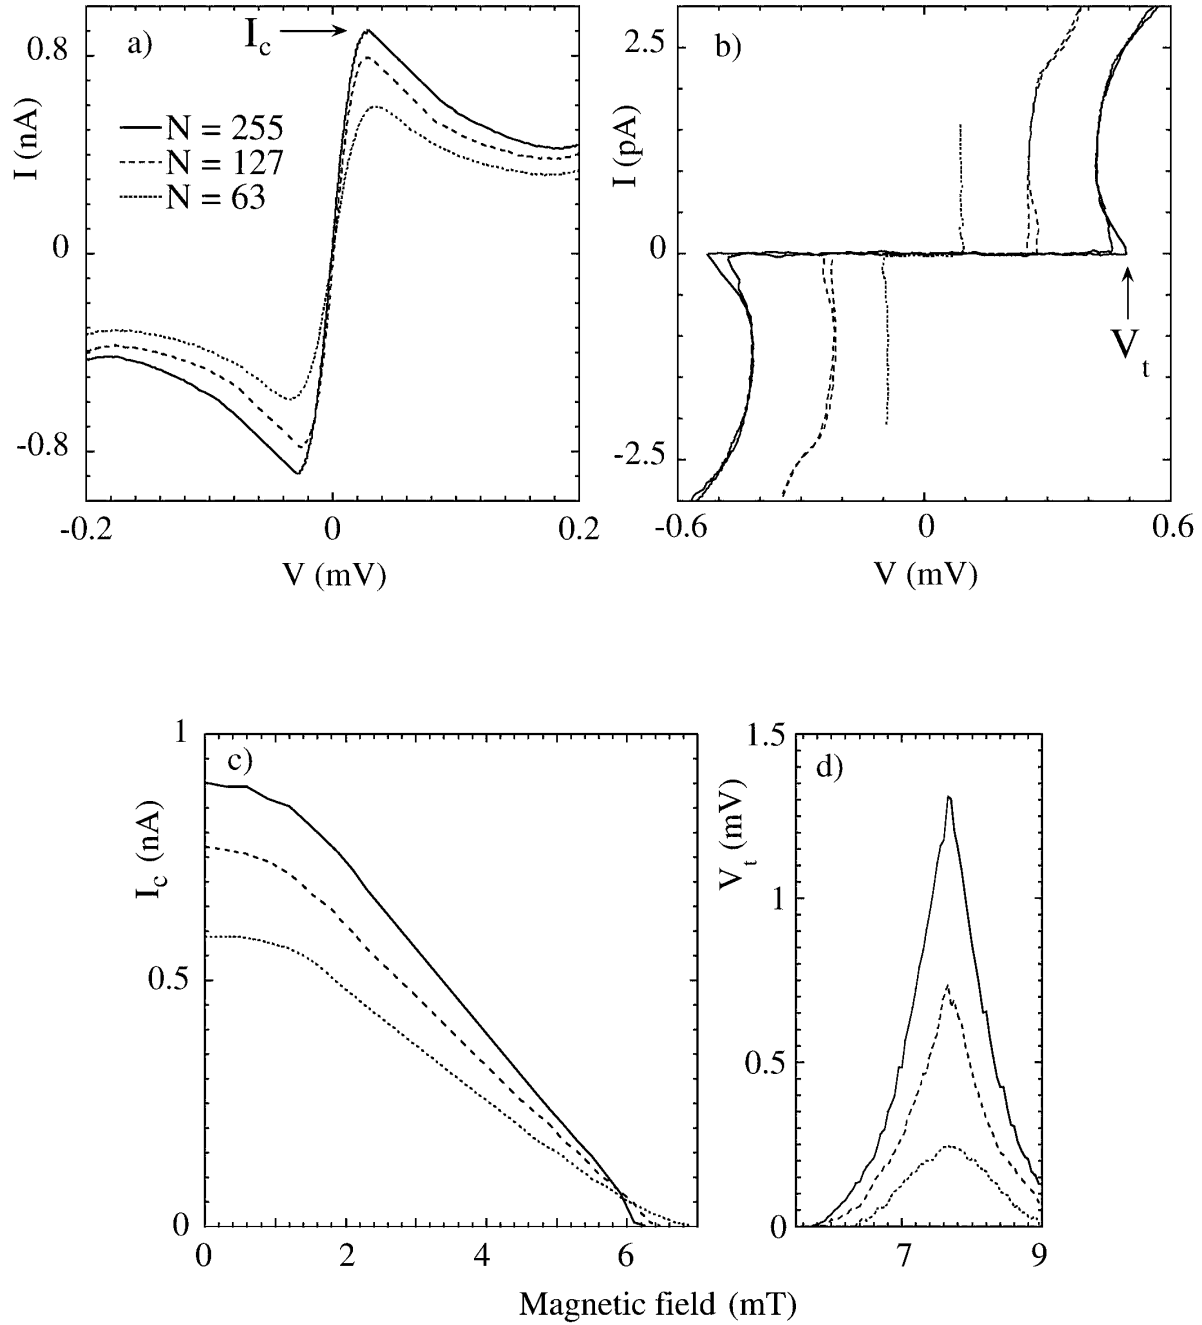 a)
I_c
0.8
0
-0.8
I (nA)
N = 255
N = 127
N = 63
-0.2
0
0.2
V (mV)
b)
2.5
0
-2.5
I (pA)
V_t
-0.6
0
0.6
V (mV)
c)
1
0.5
0
I_c (nA)
0
2
4
6
d)
1.5
1
0.5
0
V_t (mV)
7
9
Magnetic field (mT)